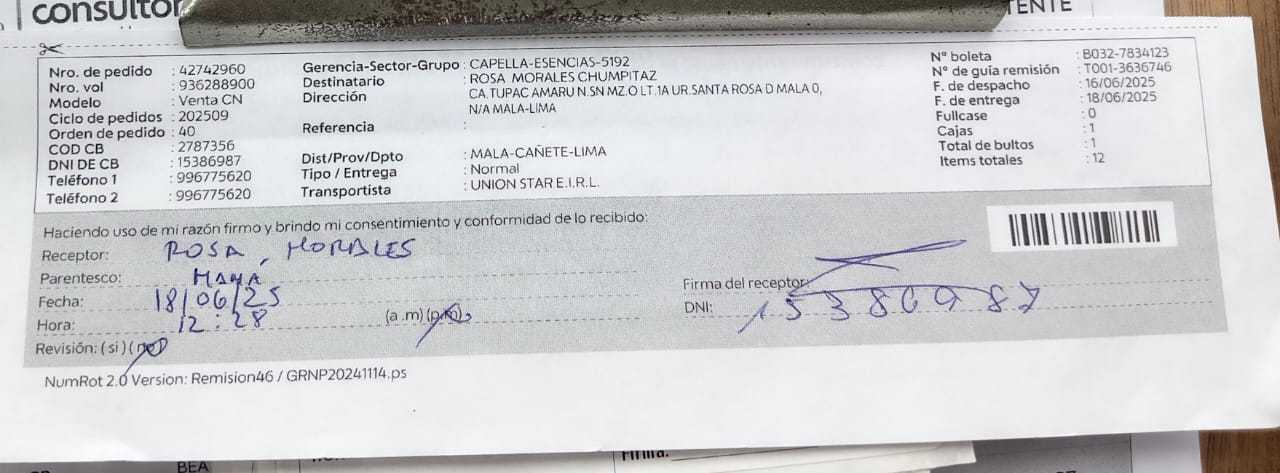 consultor
TENTE
Nro. de pedido : 42742960
Nro. vol : 936288900
Modelo : Venta CN
Ciclo de pedidos : 202509
Orden de pedido : 40
COD CB : 2787356
DNI DE CB : 15386987
Teléfono 1 : 996775620
Teléfono 2 : 996775620
Gerencia-Sector-Grupo : CAPELLA-ESENCIAS-5192
Destinatario : ROSA MORALES CHUMPITAZ
Dirección : CA.TUPAC AMARU N.SN MZ.O LT.1A UR.SANTA ROSA D MALA 0,
N/A MALA-LIMA
Referencia :
Dist/Prov/Dpto : MALA-CAÑETE-LIMA
Tipo / Entrega : Normal
Transportista : UNION STAR E.I.R.L.
N° boleta : B032-7834123
N° de guía remisión : T001-3636746
F. de despacho : 16/06/2025
F. de entrega : 18/06/2025
Fullcase : 0
Cajas : 1
Total de bultos : 1
Items totales : 12
Haciendo uso de mi razón firmo y brindo mi consentimiento y conformidad de lo recibido:
Receptor: ROSA, MORALES
Parentesco: MAMA
Fecha: 18/06/25
Hora: 12:28 (a.m) (p.m)
Revisión: (si) (no)
Firma del receptor:
DNI: 15386987
NumRot 2.0 Version: Remision46 / GRNP20241114.ps
BEA
Firma: